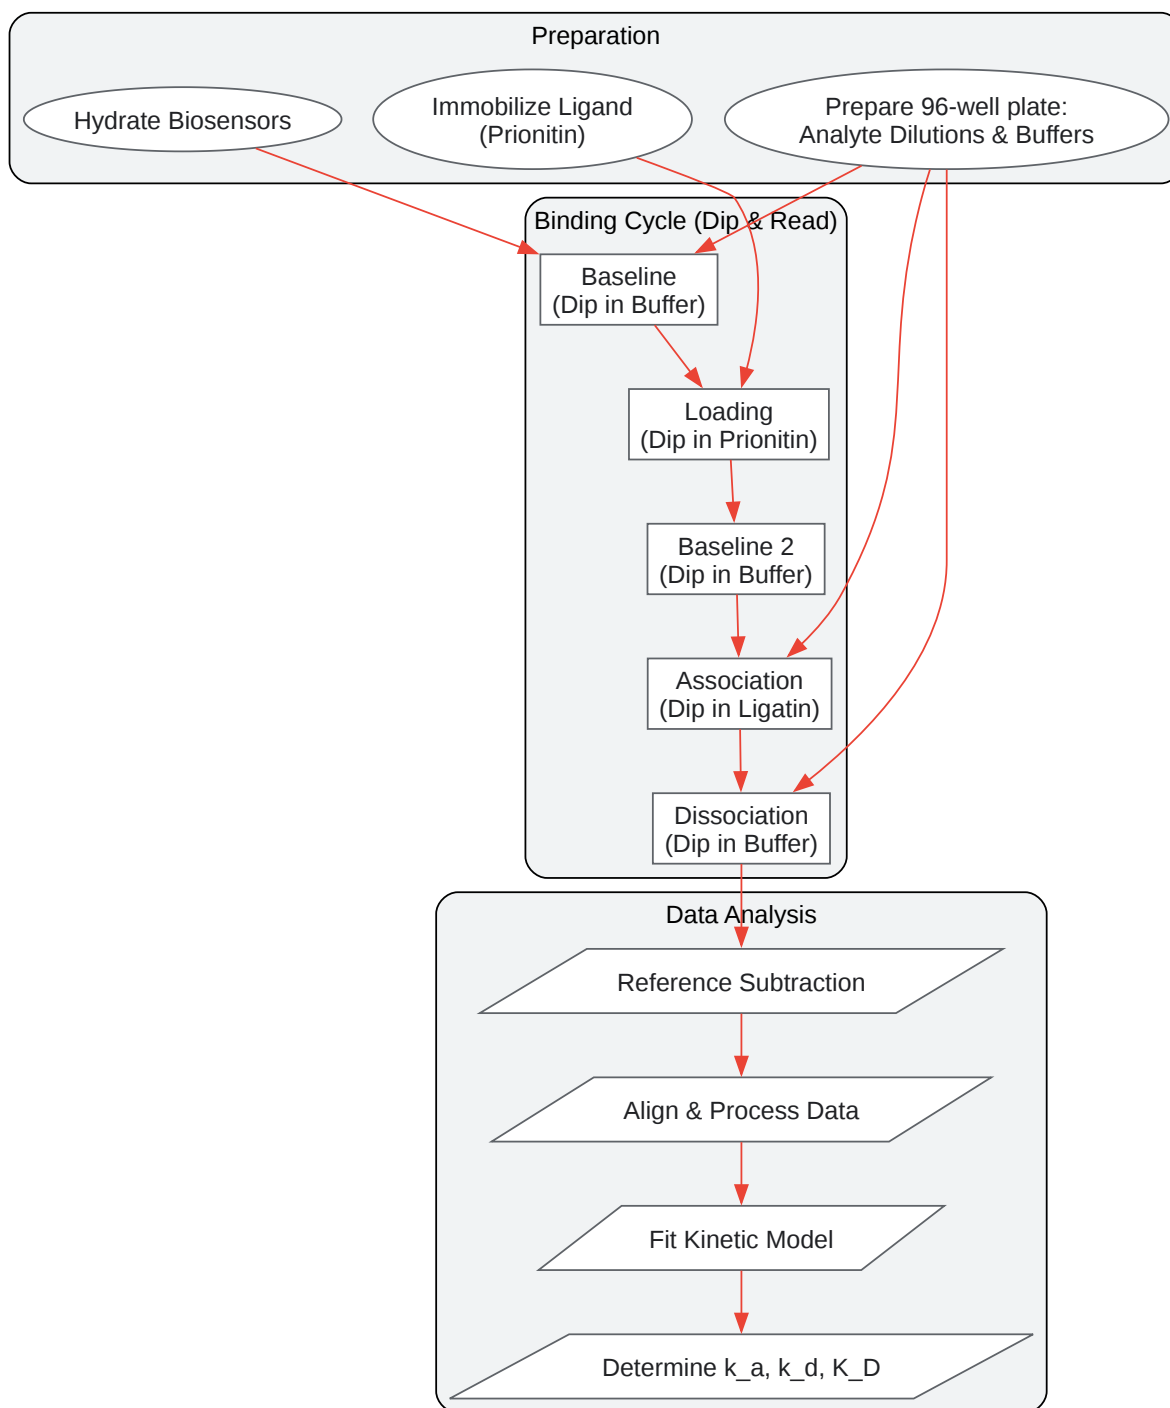 Preparation
Hydrate Biosensors
Immobilize Ligand
(Prionitin)
Prepare 96-well plate:
Analyte Dilutions & Buffers
Binding Cycle (Dip & Read)
Baseline
(Dip in Buffer)
Loading
(Dip in Prionitin)
Baseline 2
(Dip in Buffer)
Association
(Dip in Ligatin)
Dissociation
(Dip in Buffer)
Data Analysis
Reference Subtraction
Align & Process Data
Fit Kinetic Model
Determine k_a, k_d, K_D